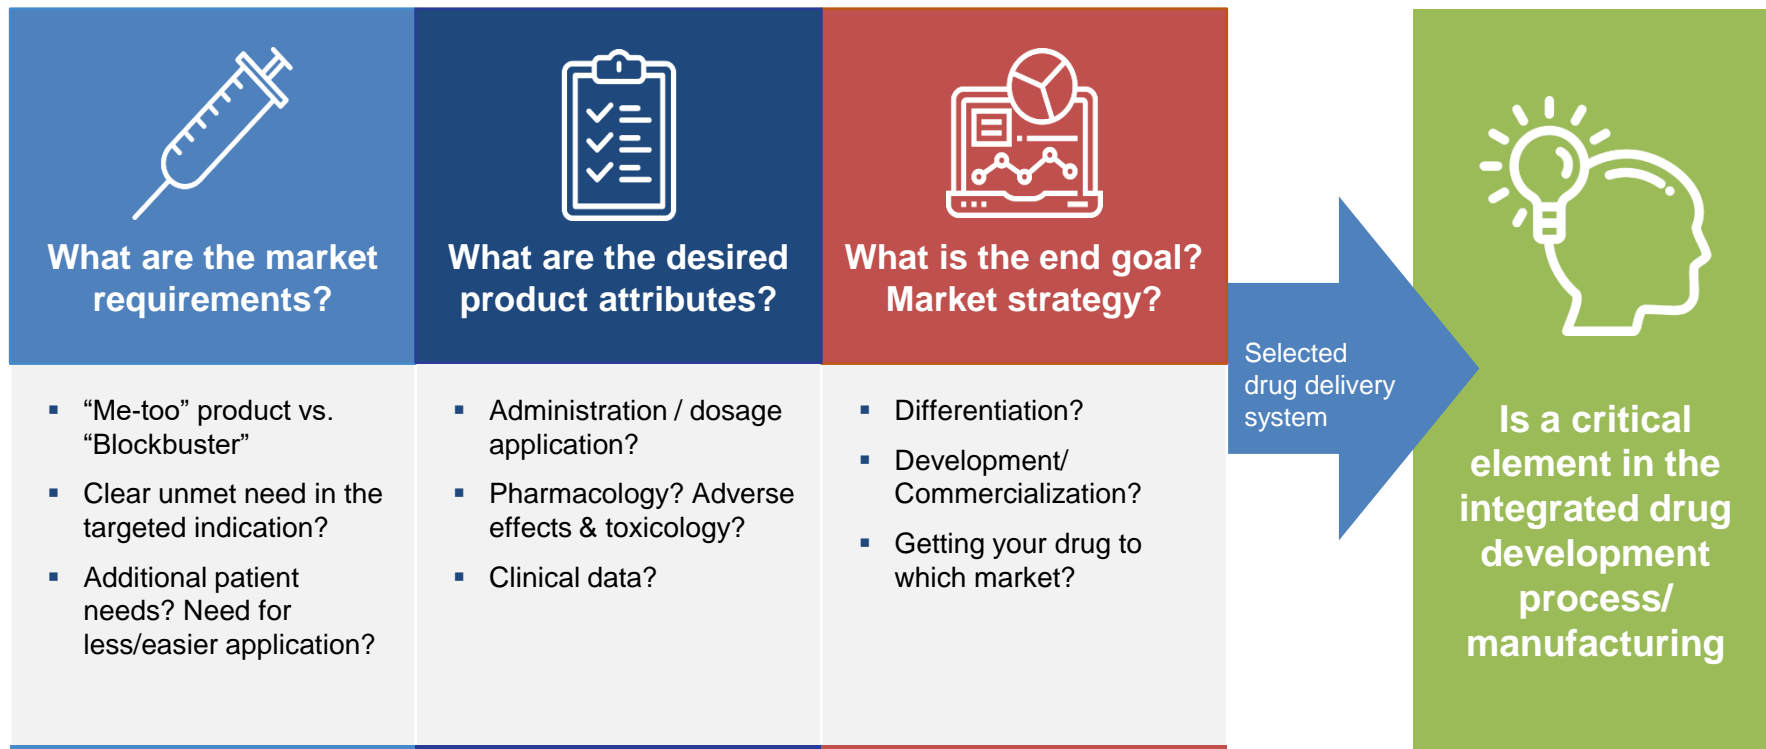 What are the market
requirements?
“Me-too” product vs.
“Blockbuster”
Clear unmet need in the
targeted indication?
Additional patient
needs? Need for
less/easier application?
What are the desired
product attributes?
Administration / dosage
application?
Pharmacology? Adverse
effects & toxicology?
Clinical data?
What is the end goal?
Market strategy?
Differentiation?
Development/
Commercialization?
Getting your drug to
which market?
Selected
drug delivery
system
Is a critical
element in the
integrated drug
development
process/
manufacturing